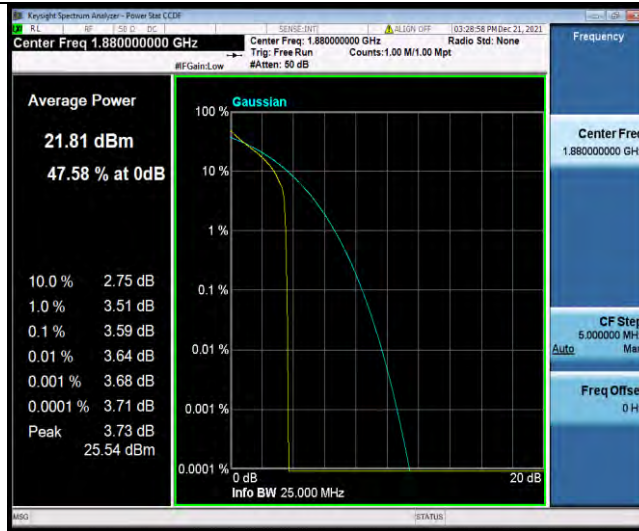 Keysight Spectrum Analyzer - Power Stat CCDF
RL RF 50 Ω DC SENSE:INT ALIGN OFF 03:28:58 PM Dec 21, 2021
Center Freq 1.880000000 GHz
Center Freq: 1.880000000 GHz Radio Std: None
Trig: Free Run Counts:1.00 M/1.00 Mpt
#IFGain:Low #Atten: 50 dB
Frequency
Average Power
21.81 dBm
47.58 % at 0dB
10.0 % 2.75 dB
1.0 % 3.51 dB
0.1 % 3.59 dB
0.01 % 3.64 dB
0.001 % 3.68 dB
0.0001 % 3.71 dB
Peak 3.73 dB
25.54 dBm
Gaussian
100 %
10 %
1 %
0.1 %
0.01 %
0.001 %
0.0001 %
0 dB 20 dB
Info BW 25.000 MHz
Center Fre
1.880000000 GH
CF Step
5.000000 MH
Auto Ma
Freq Offse
0 H
MSG STATUS